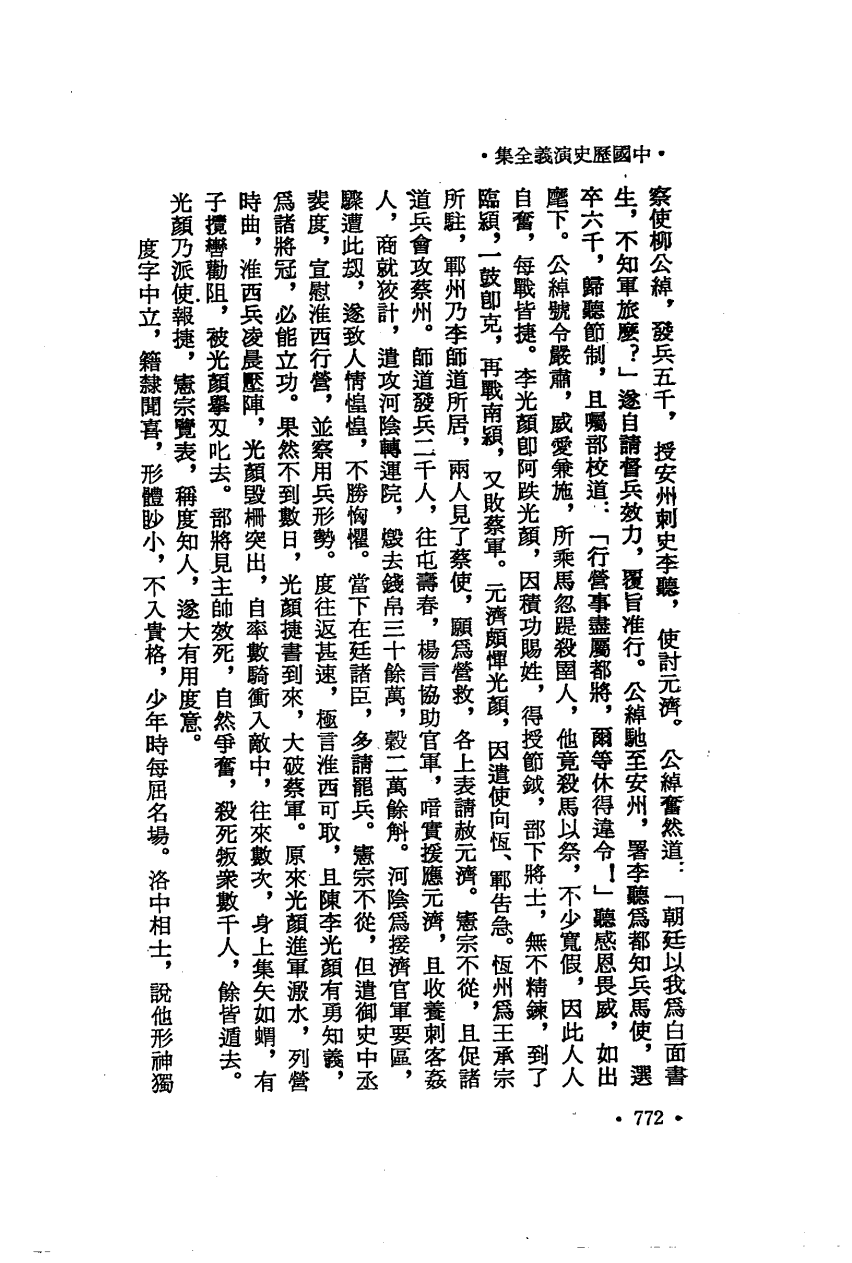 •中國歷史演義全集•
察使柳公綽，發兵五千，授安州刺史李聽，使討元濟。公綽奮然道：「朝廷以我爲白面書
生，不知軍旅麼？」遂自請督兵效力，覆旨准行。公綽馳至安州，署李聽爲都知兵馬使，選
卒六千，歸聽節制，且囑部校道：「行營事盡屬都將，爾等休得違令！」聽感恩畏威，如出
麾下。公綽號令嚴肅，威愛兼施，所乘馬忽踶殺圉人，他竟殺馬以祭，不少寬假，因此人人
自奮，每戰皆捷。李光顏卽阿跌光顏，因積功賜姓，得授節鉞，部下將士，無不精鍊，到了
臨潁，一鼓卽克，再戰南潁，又敗蔡軍。元濟頗憚光顏，因遣使向恆、鄆告急。恆州爲王承宗
所駐，鄆州乃李師道所居，兩人見了蔡使，願爲營救，各上表請赦元濟。憲宗不從，且促諸
道兵會攻蔡州。師道發兵二千人，往屯壽春，楊言協助官軍，暗實援應元濟，且收養刺客姦
人，商就狡計，遣攻河陰轉運院，燬去錢帛三十餘萬，穀二萬餘斛。河陰爲接濟官軍要區，
驟遭此刼，遂致人情惶惶，不勝恟懼。當下在廷諸臣，多請罷兵。憲宗不從，但遣御史中丞
裴度，宣慰淮西行營，並察用兵形勢。度往返甚速，極言淮西可取，且陳李光顏有勇知義，
爲諸將冠，必能立功。果然不到數日，光顏捷書到來，大破蔡軍。原來光顏進軍溵水，列營
時曲，淮西兵凌晨壓陣，光顏毀柵突出，自率數騎衝入敵中，往來數次，身上集矢如蝟，有
子攬轡勸阻，被光顏舉刄叱去。部將見主帥效死，自然爭奮，殺死叛衆數千人，餘皆遁去。
光顏乃派使報捷，憲宗覽表，稱度知人，遂大有用度意。
度字中立，籍隸聞喜，形體眇小，不入貴格，少年時每屈名場。洛中相士，說他形神獨
•772•